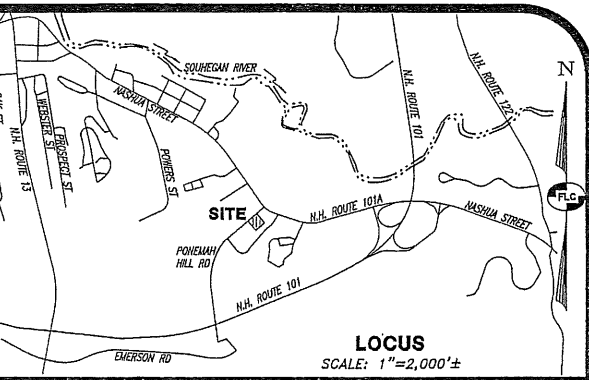 SOUHEGAN RIVER
N.H. ROUTE 101
N.H. ROUTE 122
N
NASHUA STREET
WEBSTER ST
PROSPECT ST
N.H. ROUTE 13
POWERS ST
FLC
SITE
N.H. ROUTE 101A
NASHUA STREET
PONEMAH
HILL RD
N.H. ROUTE 101
LOCUS
SCALE: 1"=2,000'±
EMERSON RD